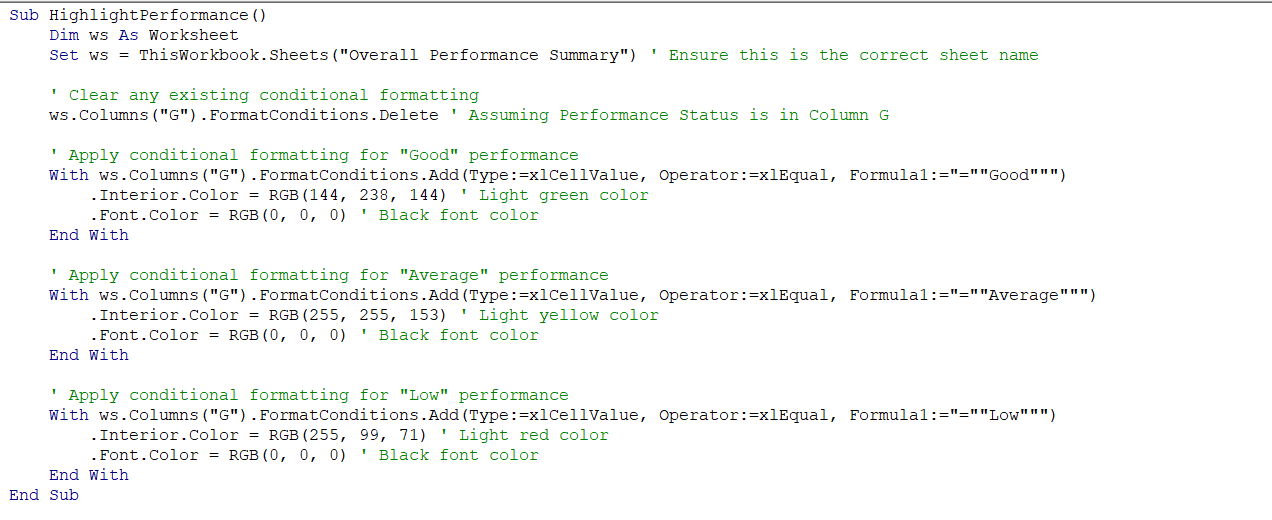 Sub HighlightPerformance()
    Dim ws As Worksheet
    Set ws = ThisWorkbook.Sheets("Overall Performance Summary") ' Ensure this is the correct sheet name

    ' Clear any existing conditional formatting
    ws.Columns("G").FormatConditions.Delete ' Assuming Performance Status is in Column G

    ' Apply conditional formatting for "Good" performance
    With ws.Columns("G").FormatConditions.Add(Type:=xlCellValue, Operator:=xlEqual, Formula1:="=""Good""")
        .Interior.Color = RGB(144, 238, 144) ' Light green color
        .Font.Color = RGB(0, 0, 0) ' Black font color
    End With

    ' Apply conditional formatting for "Average" performance
    With ws.Columns("G").FormatConditions.Add(Type:=xlCellValue, Operator:=xlEqual, Formula1:="=""Average""")
        .Interior.Color = RGB(255, 255, 153) ' Light yellow color
        .Font.Color = RGB(0, 0, 0) ' Black font color
    End With

    ' Apply conditional formatting for "Low" performance
    With ws.Columns("G").FormatConditions.Add(Type:=xlCellValue, Operator:=xlEqual, Formula1:="=""Low""")
        .Interior.Color = RGB(255, 99, 71) ' Light red color
        .Font.Color = RGB(0, 0, 0) ' Black font color
    End With
End Sub